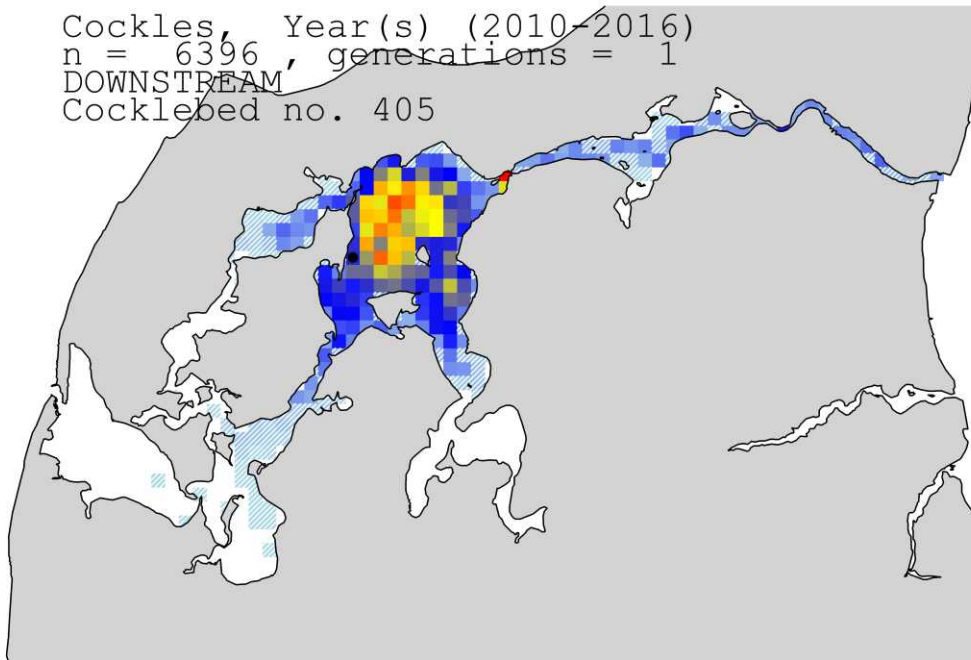 Cockles, Year(s) (2010-2016)
n = 6396 , generations = 1
DOWNSTREAM
Cocklebed no. 405